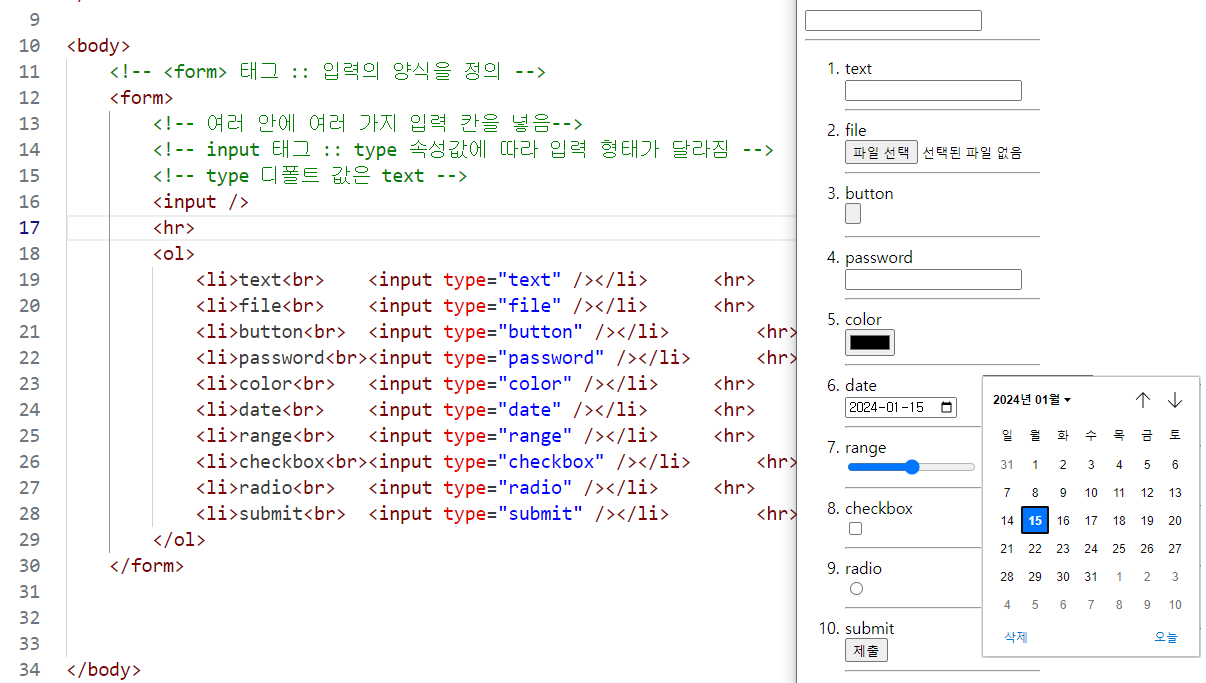 9
10 <body>
11 <!-- <form> 태그 :: 입력의 양식을 정의 -->
12 <form>
13 <!-- 여러 안에 여러 가지 입력 칸을 넣음-->
14 <!-- input 태그 :: type 속성값에 따라 입력 형태가 달라짐 -->
15 <!-- type 디폴트 값은 text -->
16 <input />
17 <hr>
18 <ol>
19 <li>text<br> <input type="text" /></li> <hr>
20 <li>file<br> <input type="file" /></li> <hr>
21 <li>button<br> <input type="button" /></li> <hr>
22 <li>password<br><input type="password" /></li> <hr>
23 <li>color<br> <input type="color" /></li> <hr>
24 <li>date<br> <input type="date" /></li> <hr>
25 <li>range<br> <input type="range" /></li> <hr>
26 <li>checkbox<br><input type="checkbox" /></li> <hr>
27 <li>radio<br> <input type="radio" /></li> <hr>
28 <li>submit<br> <input type="submit" /></li> <hr>
29 </ol>
30 </form>
31
32
33
34 </body>
1. text
2. file
파일 선택 선택된 파일 없음
3. button
4. password
5. color
6. date
2024-01-15
7. range
8. checkbox
9. radio
10. submit
제출
2024년 01월
일 월 화 수 목 금 토
31 1 2 3 4 5 6
7 8 9 10 11 12 13
14 15 16 17 18 19 20
21 22 23 24 25 26 27
28 29 30 31 1 2 3
4 5 6 7 8 9 10
삭제 오늘